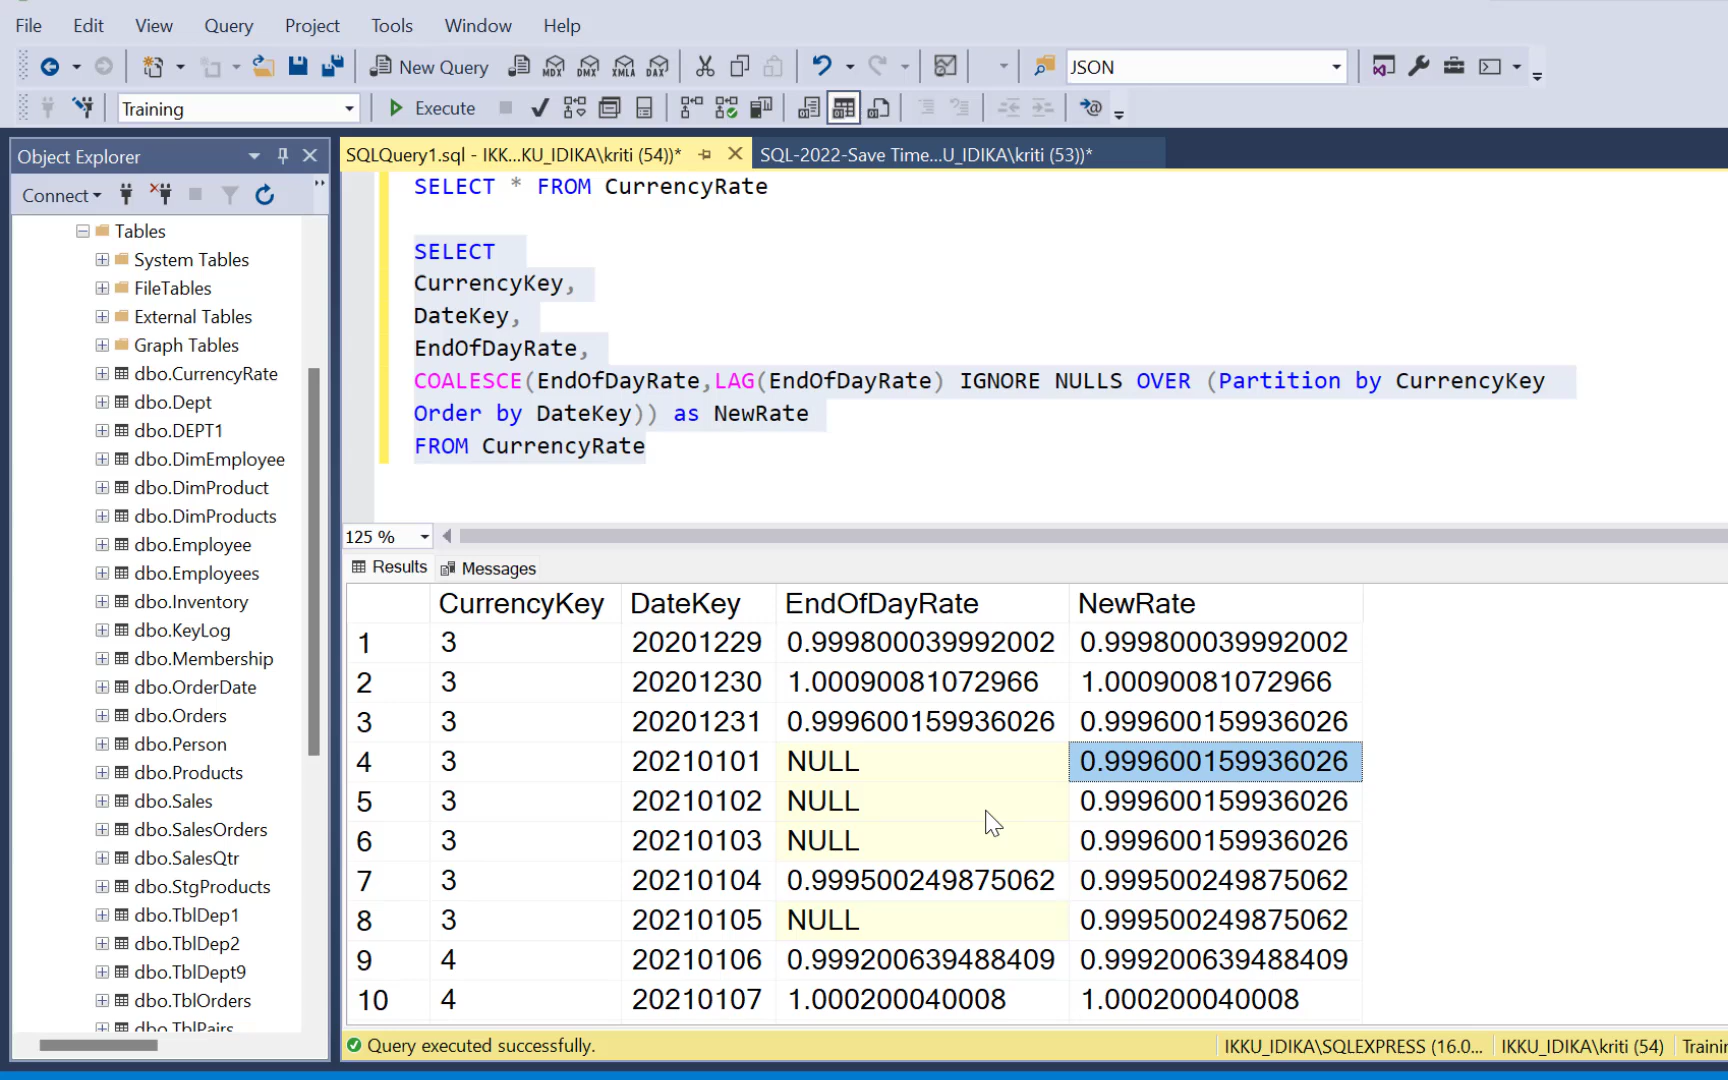 File Edit View Query Project Tools Window Help
New Query MDX DMX XMLA DAX JSON
Training Execute
Object Explorer
SQLQuery1.sql - IKK...KU_IDIKA\kriti (54))* SQL-2022-Save Time...U_IDIKA\kriti (53))*
Connect
Tables
System Tables
FileTables
External Tables
Graph Tables
dbo.CurrencyRate
dbo.Dept
dbo.DEPT1
dbo.DimEmployee
dbo.DimProduct
dbo.DimProducts
dbo.Employee
dbo.Employees
dbo.Inventory
dbo.KeyLog
dbo.Membership
dbo.OrderDate
dbo.Orders
dbo.Person
dbo.Products
dbo.Sales
dbo.SalesOrders
dbo.SalesQtr
dbo.StgProducts
dbo.TblDep1
dbo.TblDep2
dbo.TblDept9
dbo.TblOrders
dbo.TblPairs
SELECT * FROM CurrencyRate
SELECT
CurrencyKey,
DateKey,
EndOfDayRate,
COALESCE(EndOfDayRate,LAG(EndOfDayRate) IGNORE NULLS OVER (Partition by CurrencyKey
Order by DateKey)) as NewRate
FROM CurrencyRate
125 %
Results Messages
CurrencyKey DateKey EndOfDayRate NewRate
1 3 20201229 0.999800039992002 0.999800039992002
2 3 20201230 1.00090081072966 1.00090081072966
3 3 20201231 0.999600159936026 0.999600159936026
4 3 20210101 NULL 0.999600159936026
5 3 20210102 NULL 0.999600159936026
6 3 20210103 NULL 0.999600159936026
7 3 20210104 0.999500249875062 0.999500249875062
8 3 20210105 NULL 0.999500249875062
9 4 20210106 0.999200639488409 0.999200639488409
10 4 20210107 1.000200040008 1.000200040008
Query executed successfully. IKKU_IDIKA\SQLEXPRESS (16.0... IKKU_IDIKA\kriti (54) Trainin